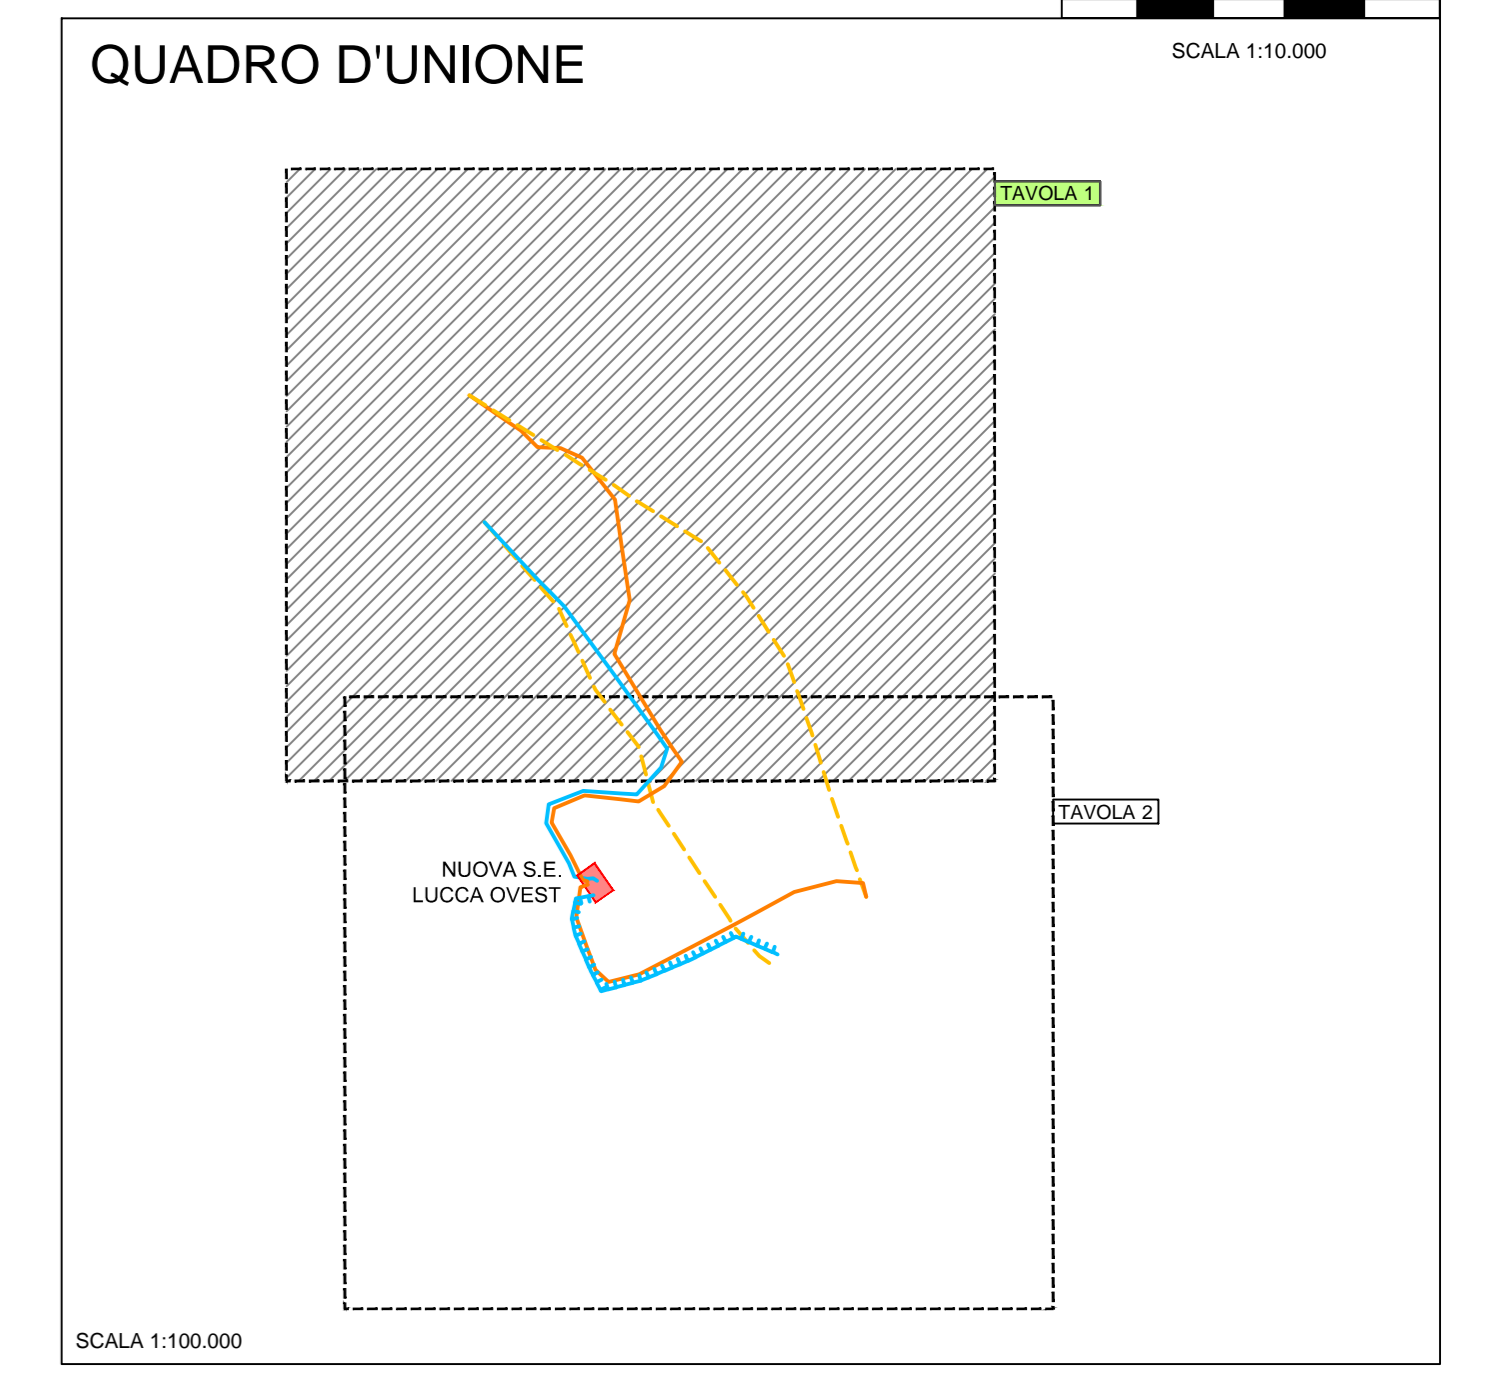 QUADRO D'UNIONE
SCALA 1:10.000
TAVOLA 1
TAVOLA 2
NUOVA S.E.
LUCCA OVEST
SCALA 1:100.000